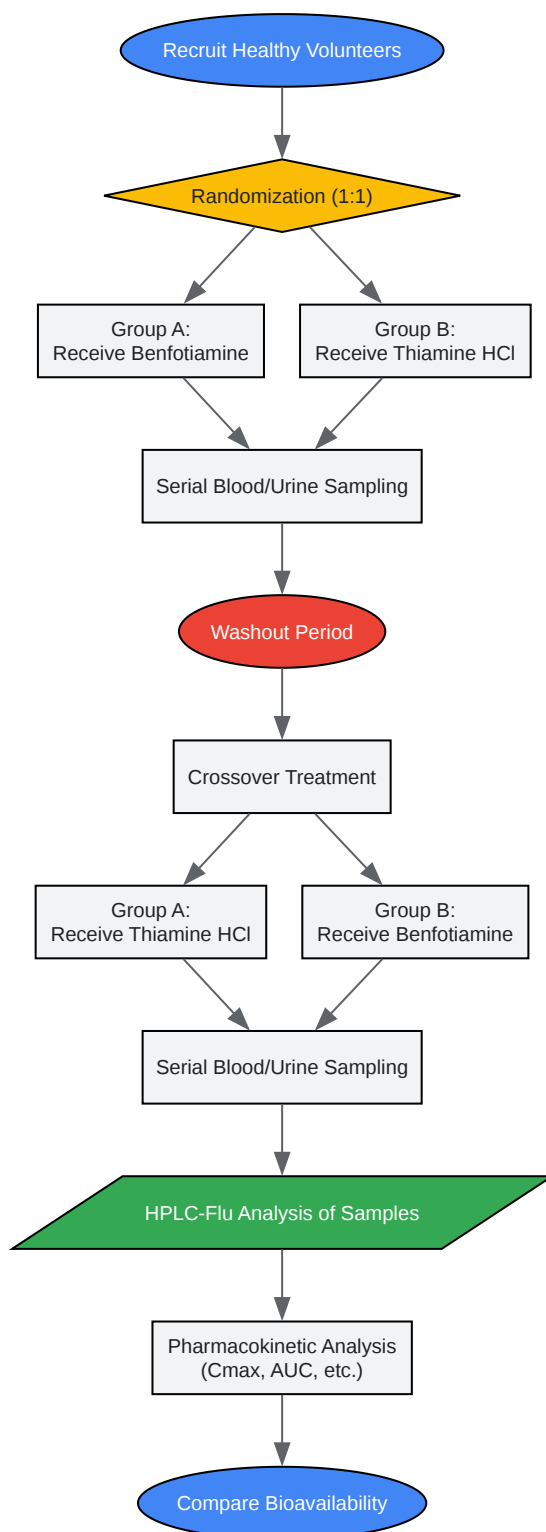 Recruit Healthy Volunteers
Randomization (1:1)
Group A:
Receive Benfotiamine
Group B:
Receive Thiamine HCl
Serial Blood/Urine Sampling
Washout Period
Crossover Treatment
Group A:
Receive Thiamine HCl
Group B:
Receive Benfotiamine
Serial Blood/Urine Sampling
HPLC-Flu Analysis of Samples
Pharmacokinetic Analysis
(Cmax, AUC, etc.)
Compare Bioavailability